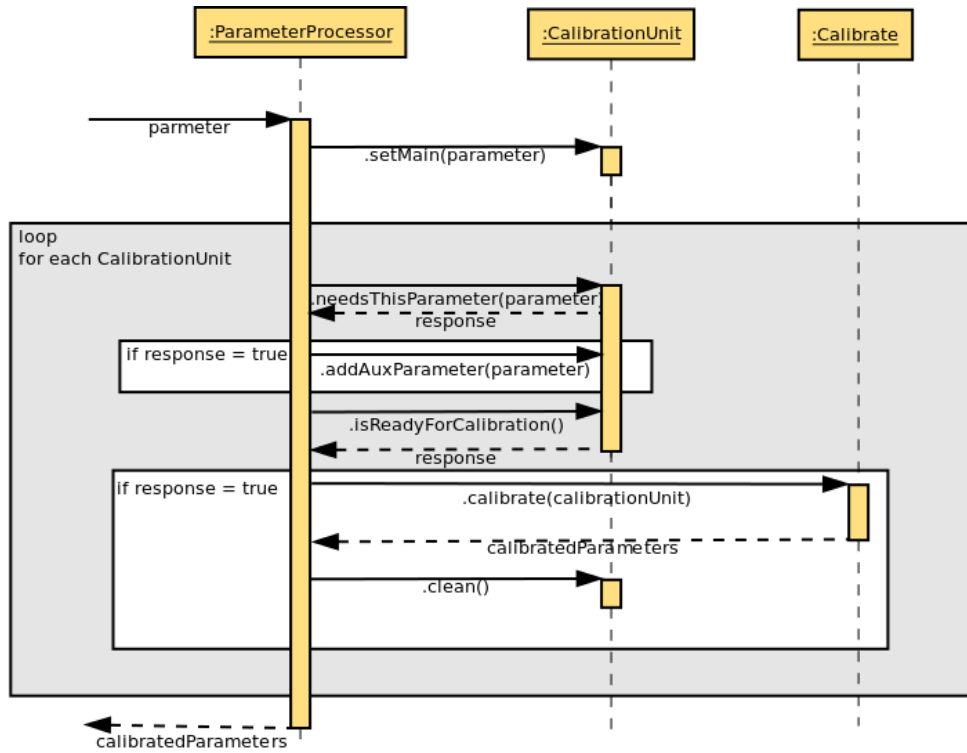 :ParameterProcessor
:CalibrationUnit
:Calibrate
parmeter
.setMain(parameter)
loop
for each CalibrationUnit
.needsThisParameter(parameter)
response
if response = true
.addAuxParameter(parameter)
.isReadyForCalibration()
response
if response = true
.calibrate(calibrationUnit)
calibratedParameters
.clean()
calibratedParameters